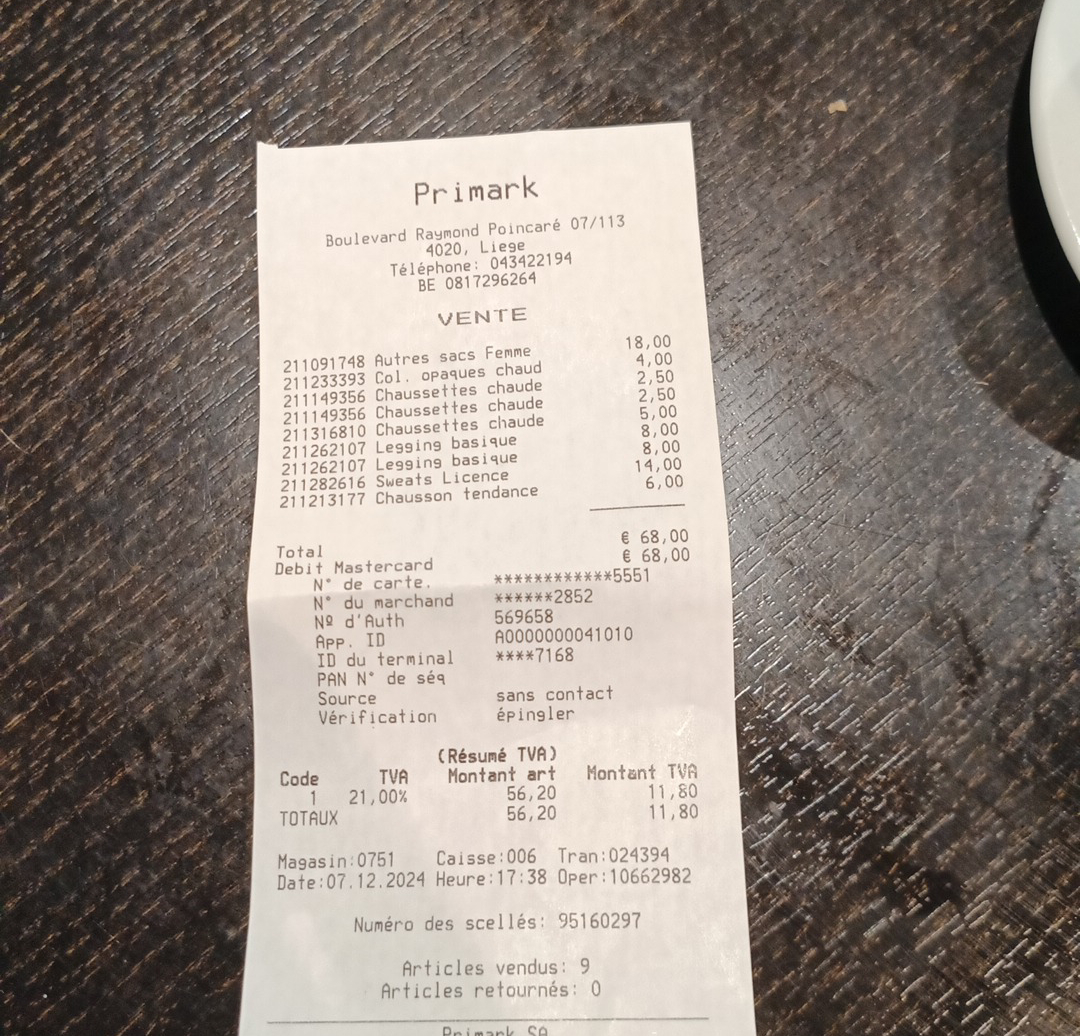 Primark
Boulevard Raymond Poincaré 07/113
4020, Liege
Téléphone: 043422194
BE 0817296264
VENTE
211091748 Autres sacs Femme 18,00
211233393 Col. opaques chaud 4,00
211149356 Chaussettes chaude 2,50
211149356 Chaussettes chaude 2,50
211316810 Chaussettes chaude 5,00
211262107 Legging basique 8,00
211262107 Legging basique 8,00
211282616 Sweats Licence 14,00
211213177 Chausson tendance 6,00
Total € 68,00
Debit Mastercard € 68,00
N° de carte. ************5551
N° du marchand ******2852
Nº d'Auth 569658
App. ID A0000000041010
ID du terminal ****7168
PAN N° de séq
Source sans contact
Vérification épingler
(Résumé TVA)
Code TVA Montant art Montant TVA
1 21,00% 56,20 11,80
TOTAUX 56,20 11,80
Magasin:0751 Caisse:006 Tran:024394
Date:07.12.2024 Heure:17:38 Oper:10662982
Numéro des scellés: 95160297
Articles vendus: 9
Articles retournés: 0
Primark SA